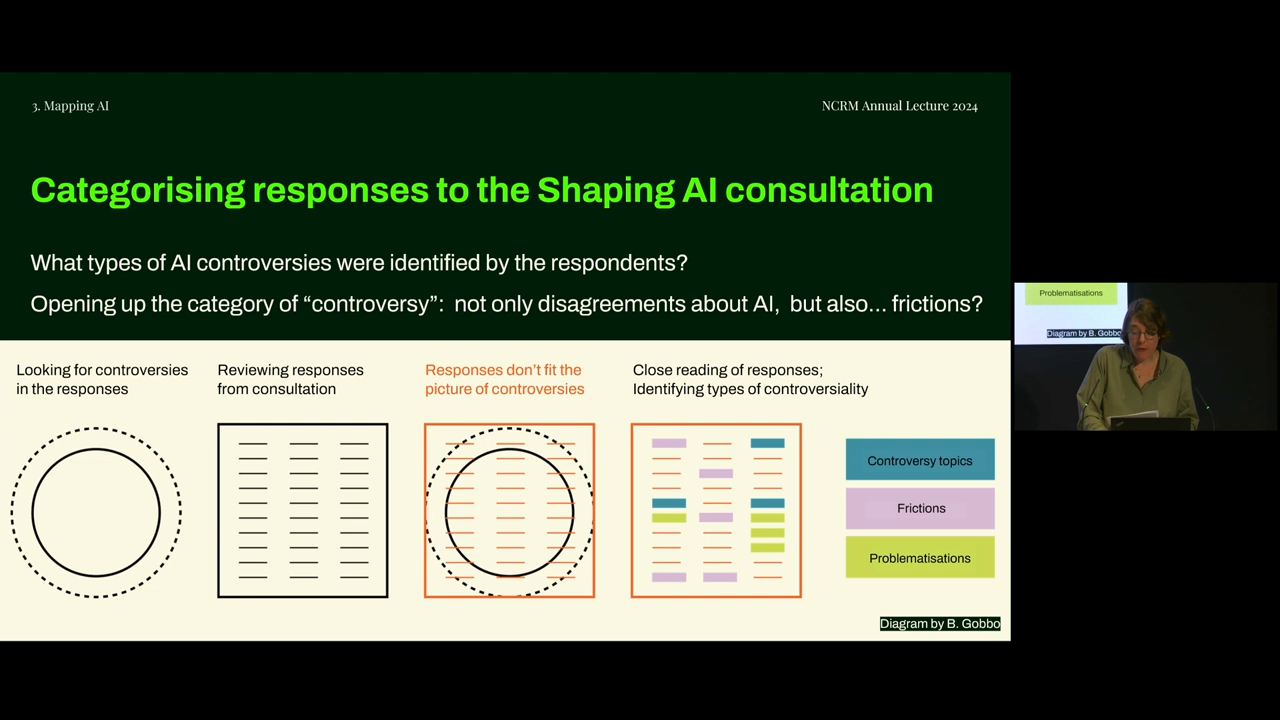 3. Mapping AI
NCRM Annual Lecture 2024
Categorising responses to the Shaping AI consultation
What types of AI controversies were identified by the respondents?
Opening up the category of “controversy”: not only disagreements about AI, but also... frictions?
Looking for controversies
in the responses
Reviewing responses
from consultation
Responses don’t fit the
picture of controversies
Close reading of responses;
Identifying types of controversiality
Controversy topics
Frictions
Problematisations
Diagram by B. Gobbo
Problematisations
Diagram by B. Gobbo